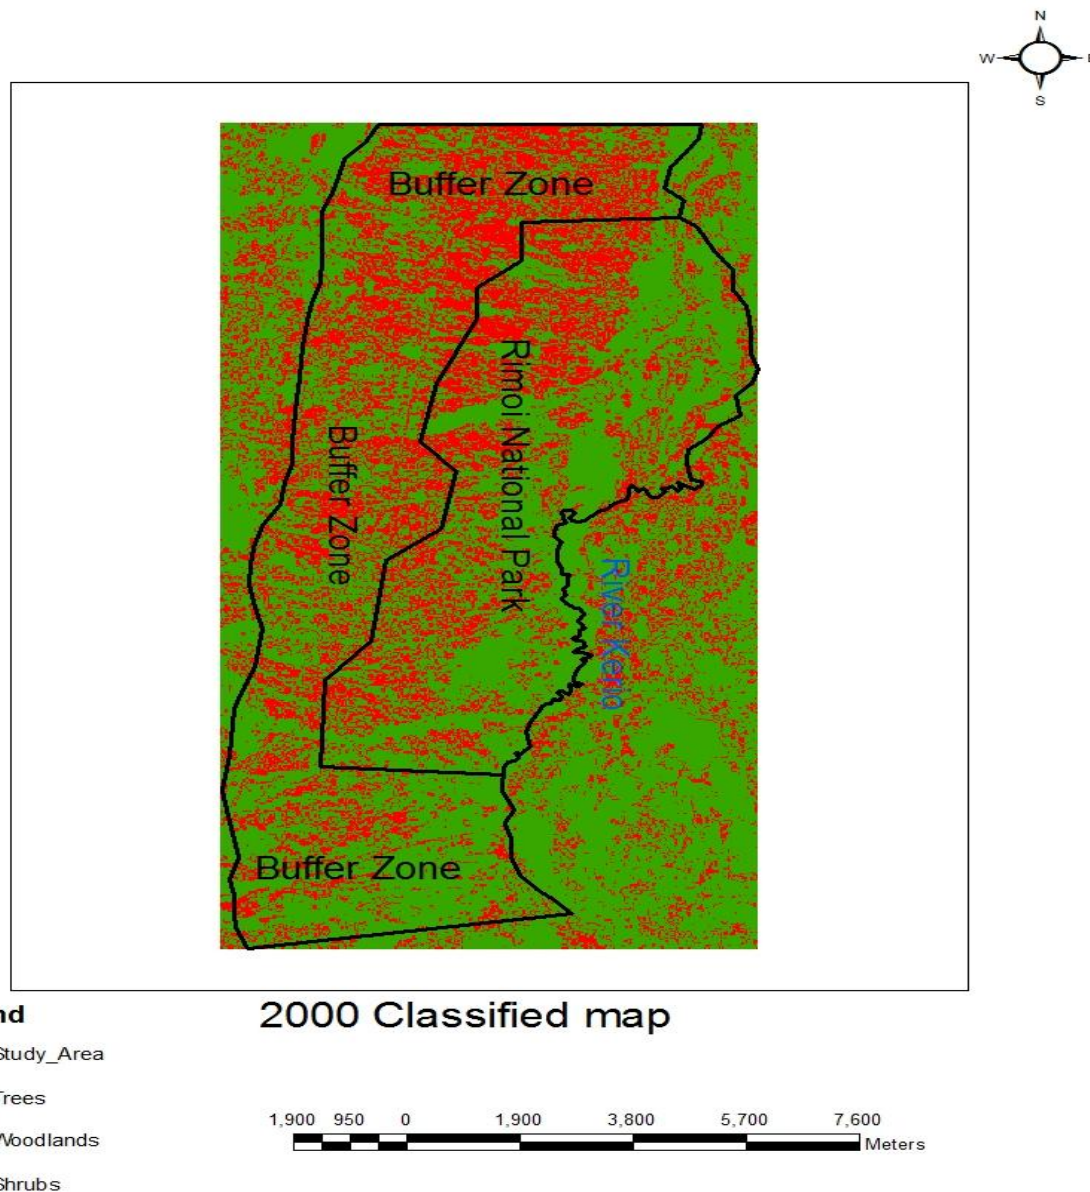 N
W
S
Buffer Zone
Rimoi National Park
Buffer Zone
River Kerio
Buffer Zone
2000 Classified map
nd
Study_Area
Trees
Woodlands
Shrubs
1,900 950 0 1,900 3,800 5,700 7,600
Meters